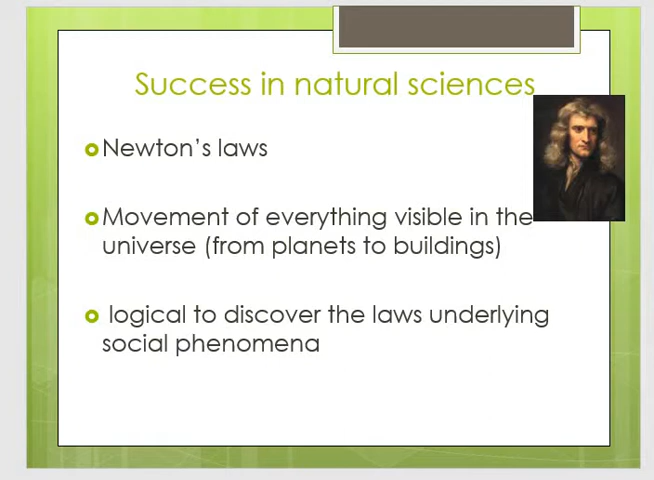 Success in natural sciences
Newton's laws
Movement of everything visible in the
universe (from planets to buildings)
logical to discover the laws underlying
social phenomena